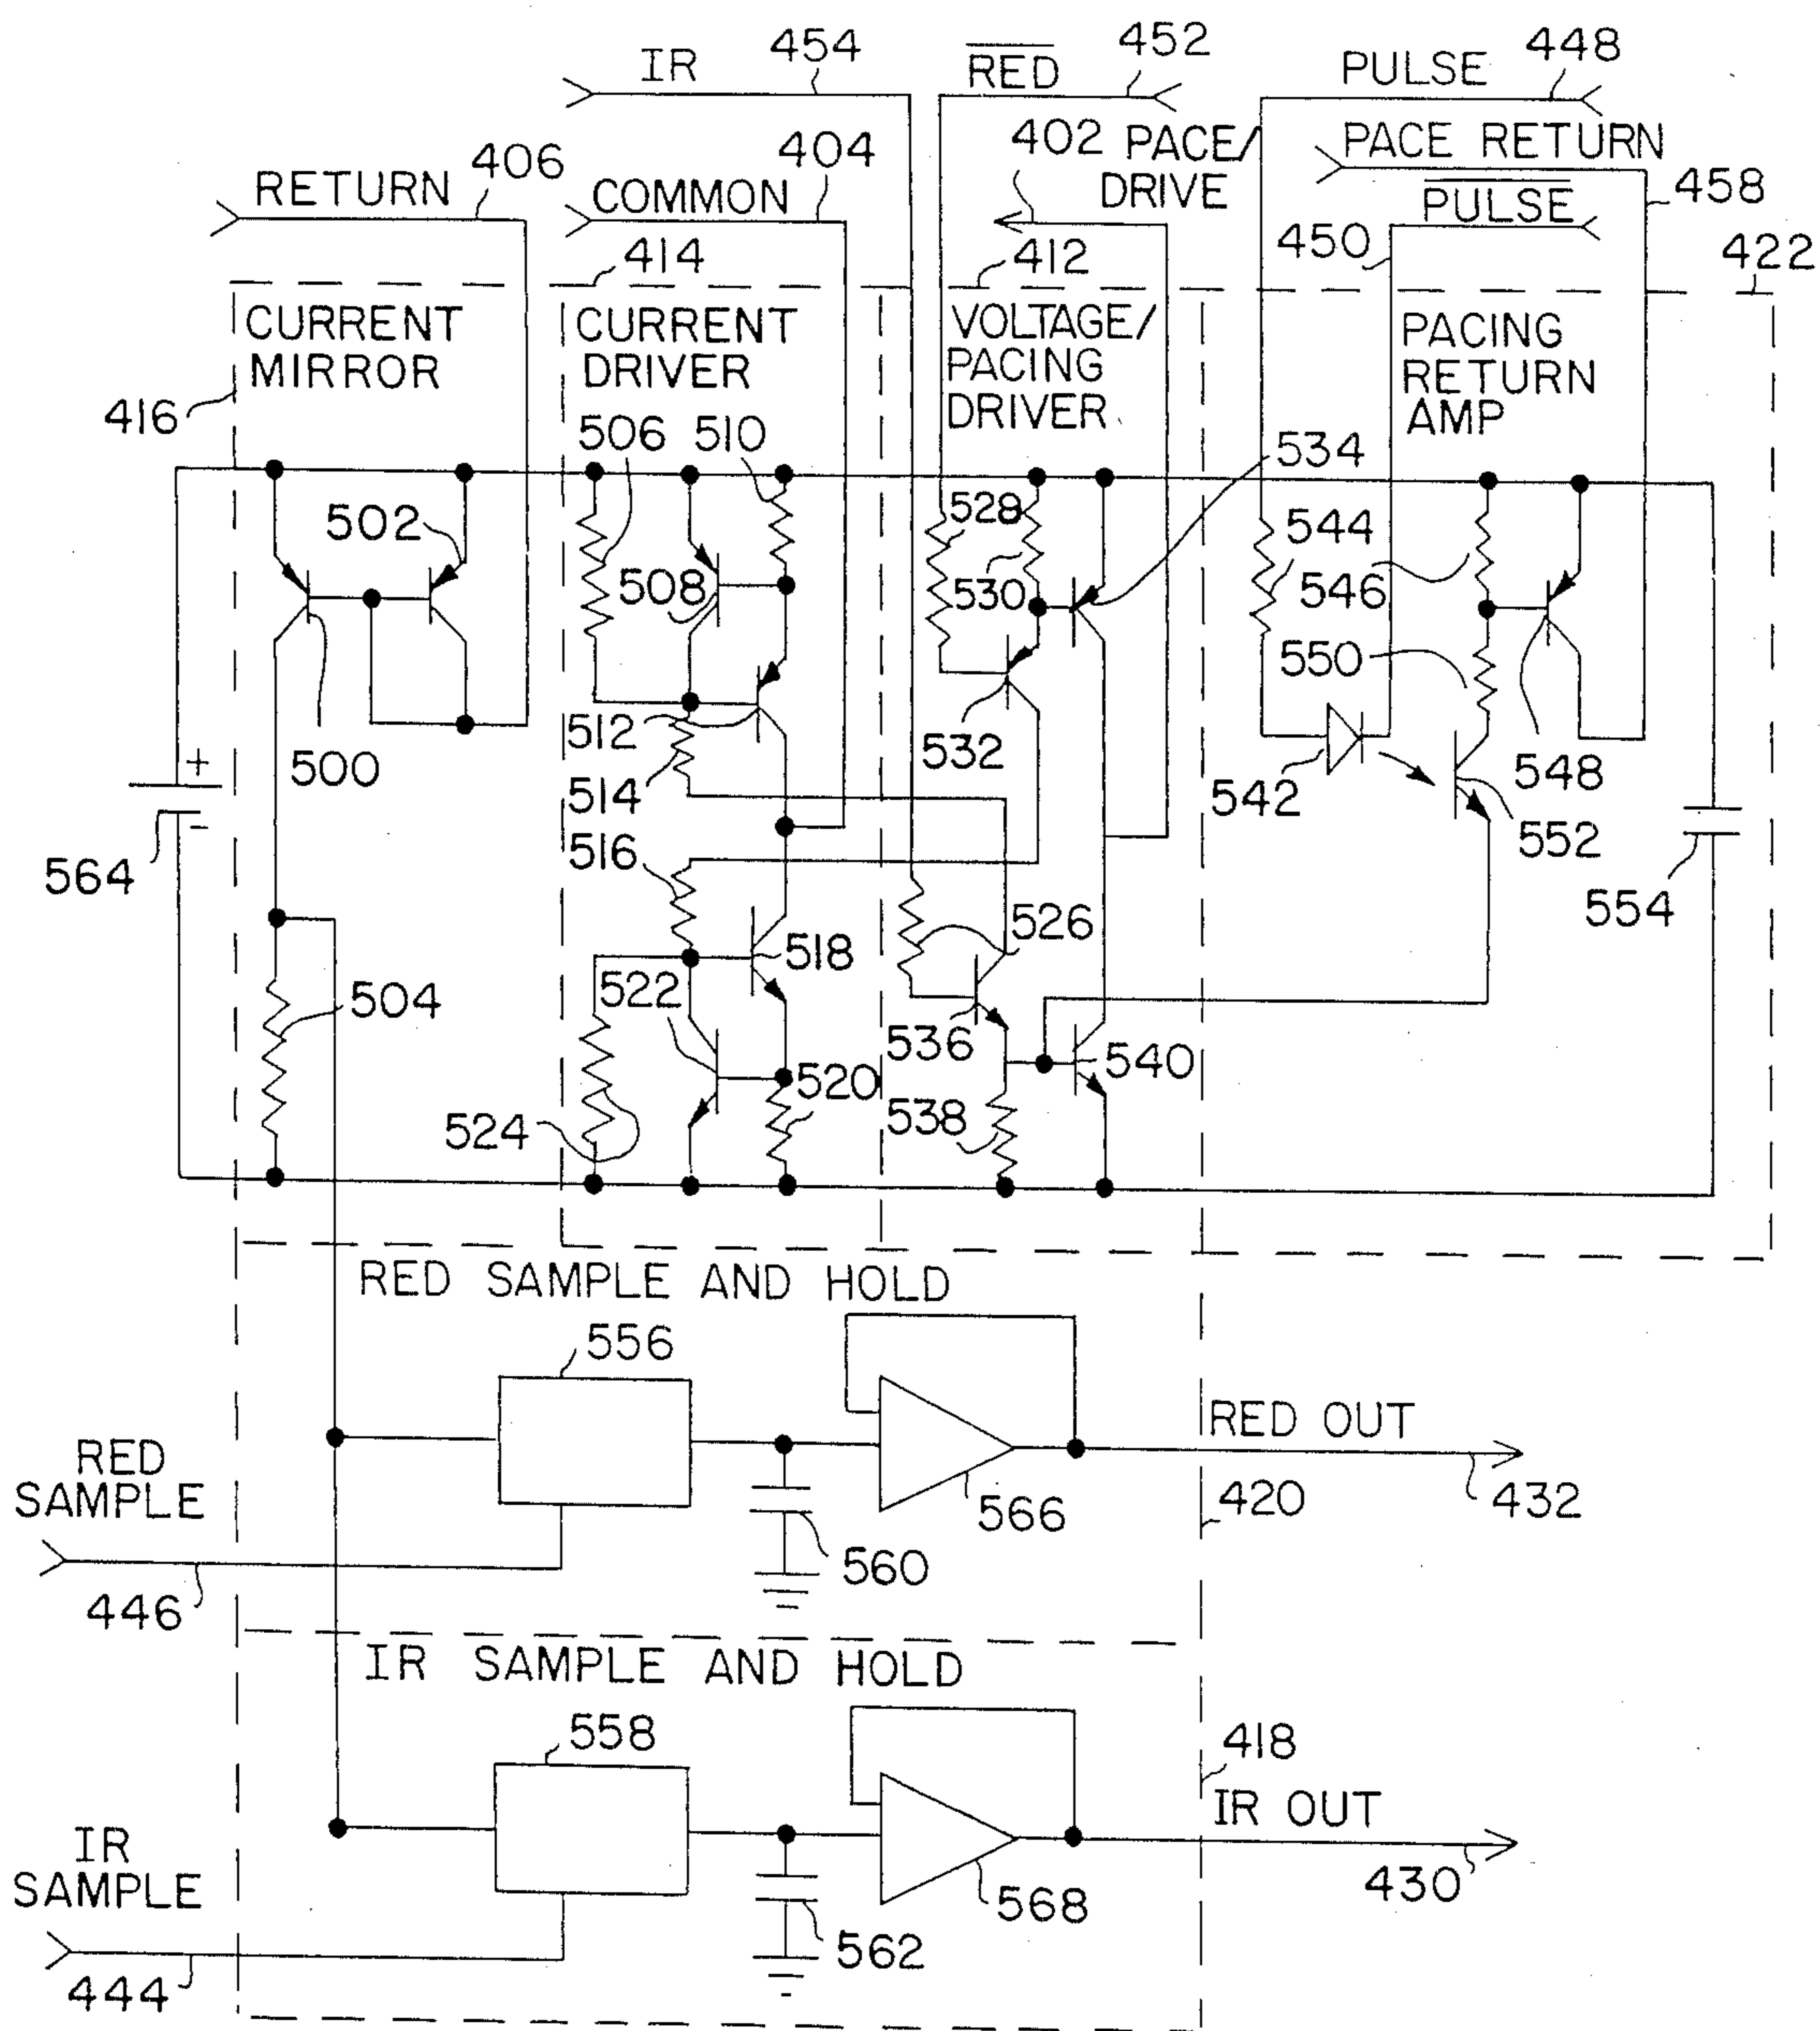 IR
454
RED
452
PULSE
448
RETURN
406
COMMON
404
402
PACE/
DRIVE
PACE RETURN
458
PULSE
450
414
412
422
CURRENT
MIRROR
CURRENT
DRIVER
VOLTAGE/
PACING
DRIVER
PACING
RETURN
AMP
416
506
510
534
502
528
544
508
530
546
550
512
532
500
514
542
548
+
-
552
564
516
554
526
518
504
522
536
540
520
524
538
RED SAMPLE AND HOLD
556
RED
SAMPLE
RED OUT
566
420
432
446
560
IR SAMPLE AND HOLD
558
418
IR
SAMPLE
IR OUT
430
568
444
562